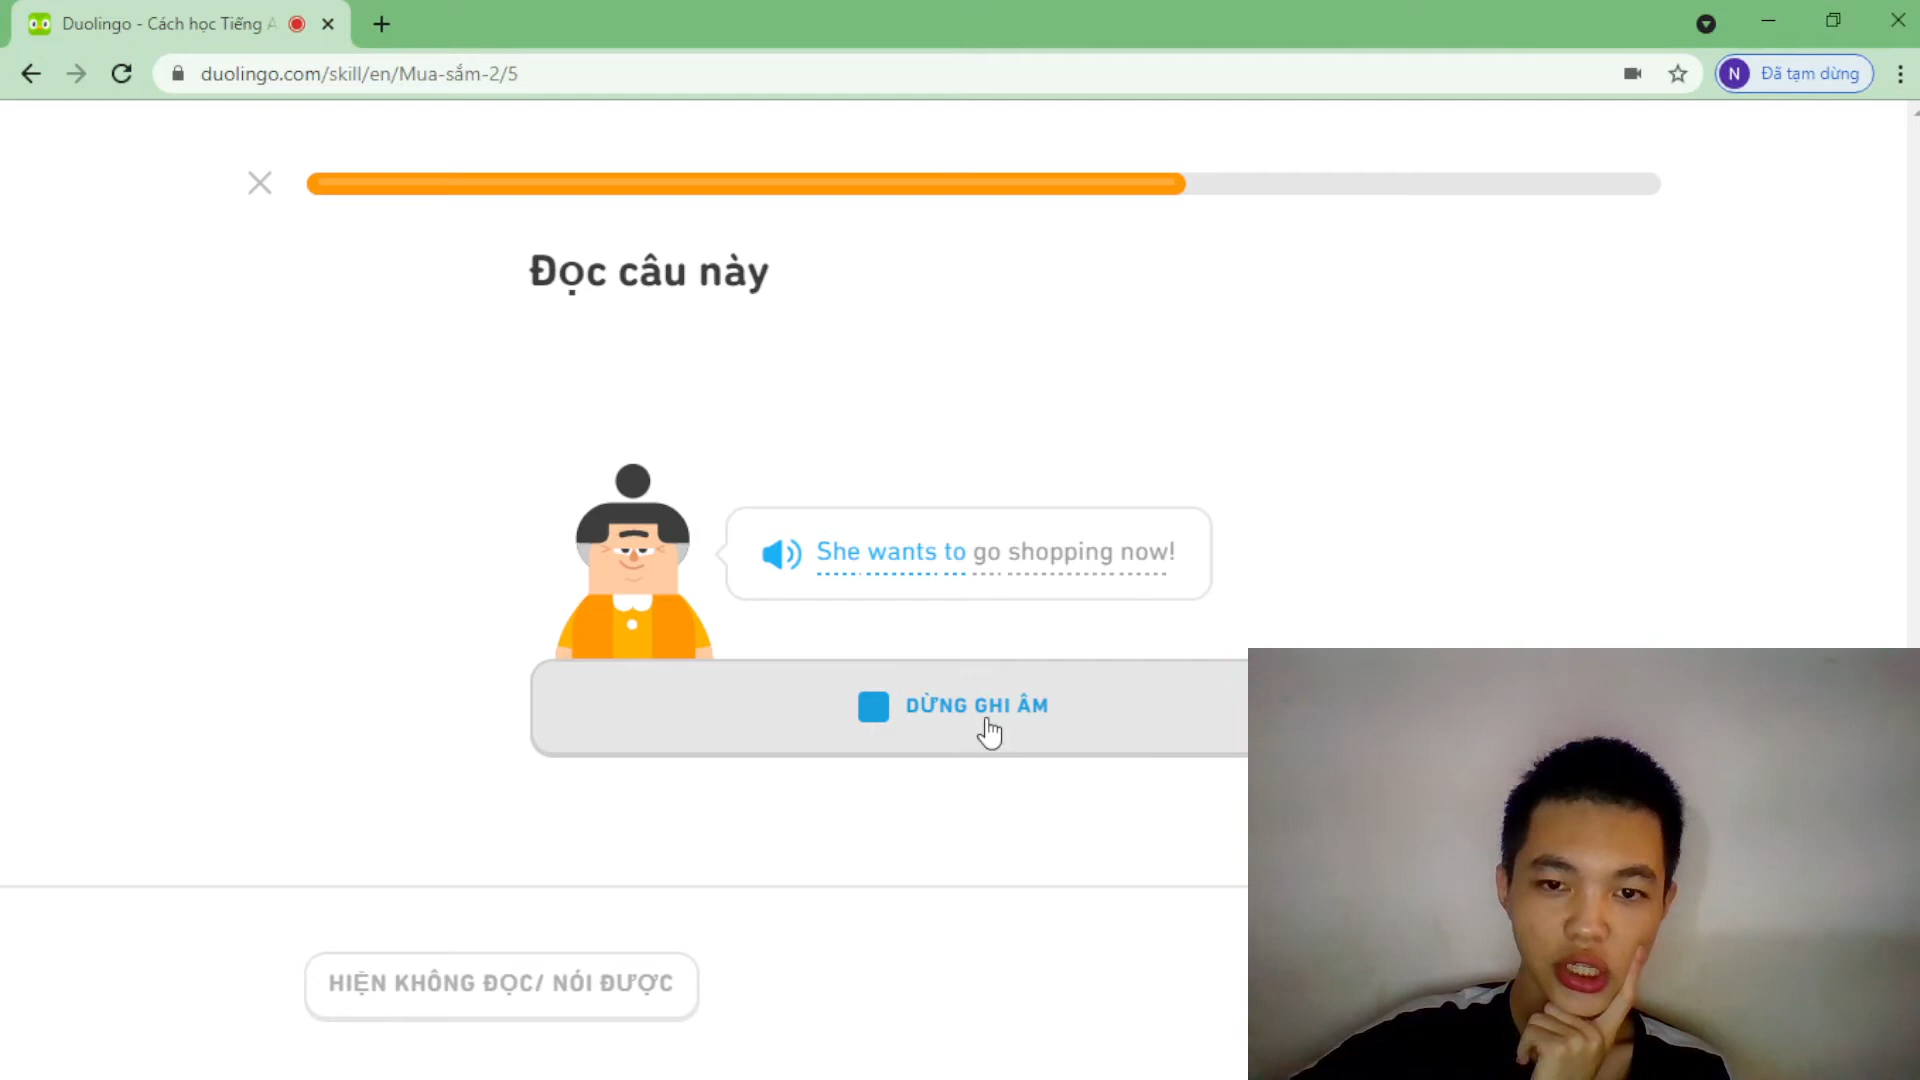 Duolingo - Cách học Tiếng A
duolingo.com/skill/en/Mua-sắm-2/5
N Đã tạm dừng
Đọc câu này
She wants to go shopping now!
DỪNG GHI ÂM
HIỆN KHÔNG ĐỌC/ NÓI ĐƯỢC